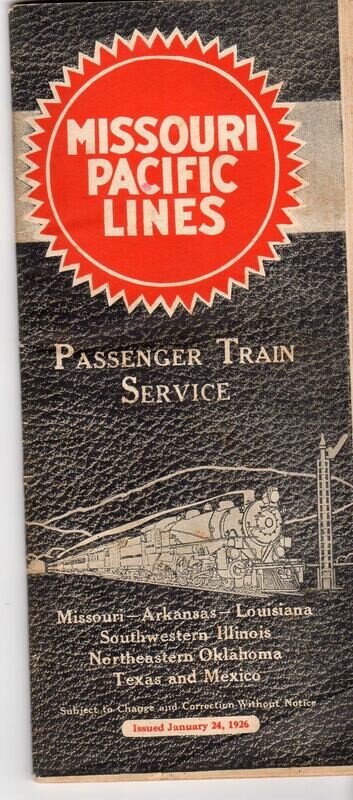 MISSOURI
PACIFIC
LINES
PASSENGER TRAIN
SERVICE
Missouri—Arkansas—Louisiana
Southwestern Illinois
Northeastern Oklahoma
Texas and Mexico
Subject to Change and Correction Without Notice
Issued January 24, 1926